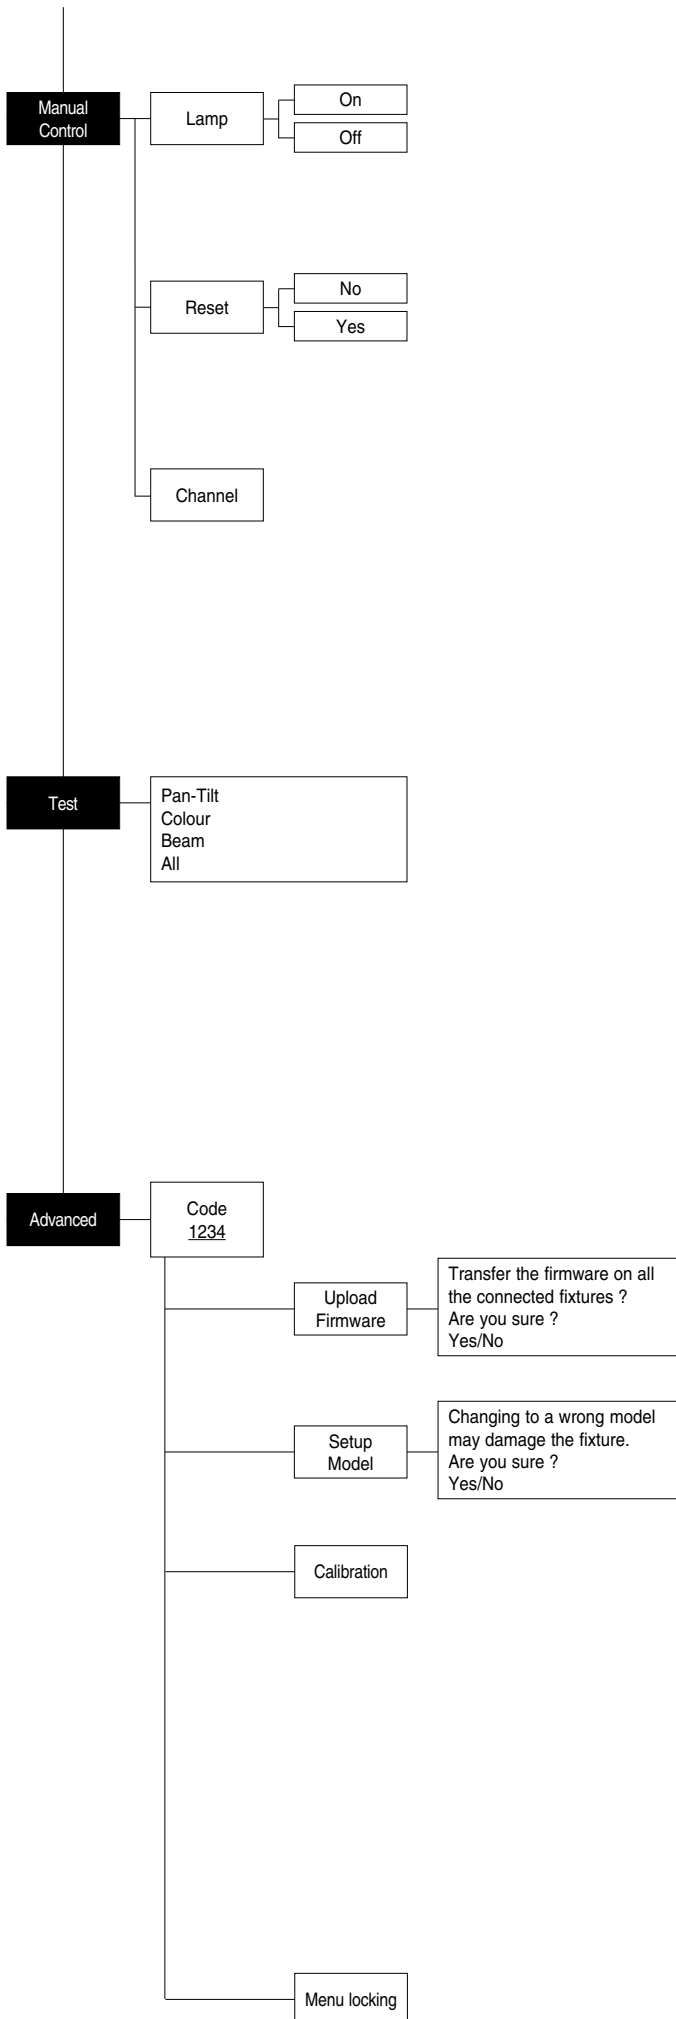 Manual
Control
Lamp
On
Off
Reset
No
Yes
Channel
Test
Pan-Tilt
Colour
Beam
All
Advanced
Code
1234
Upload
Firmware
Transfer the firmware on all
the connected fixtures ?
Are you sure ?
Yes/No
Setup
Model
Changing to a wrong model
may damage the fixture.
Are you sure ?
Yes/No
Calibration
Menu locking